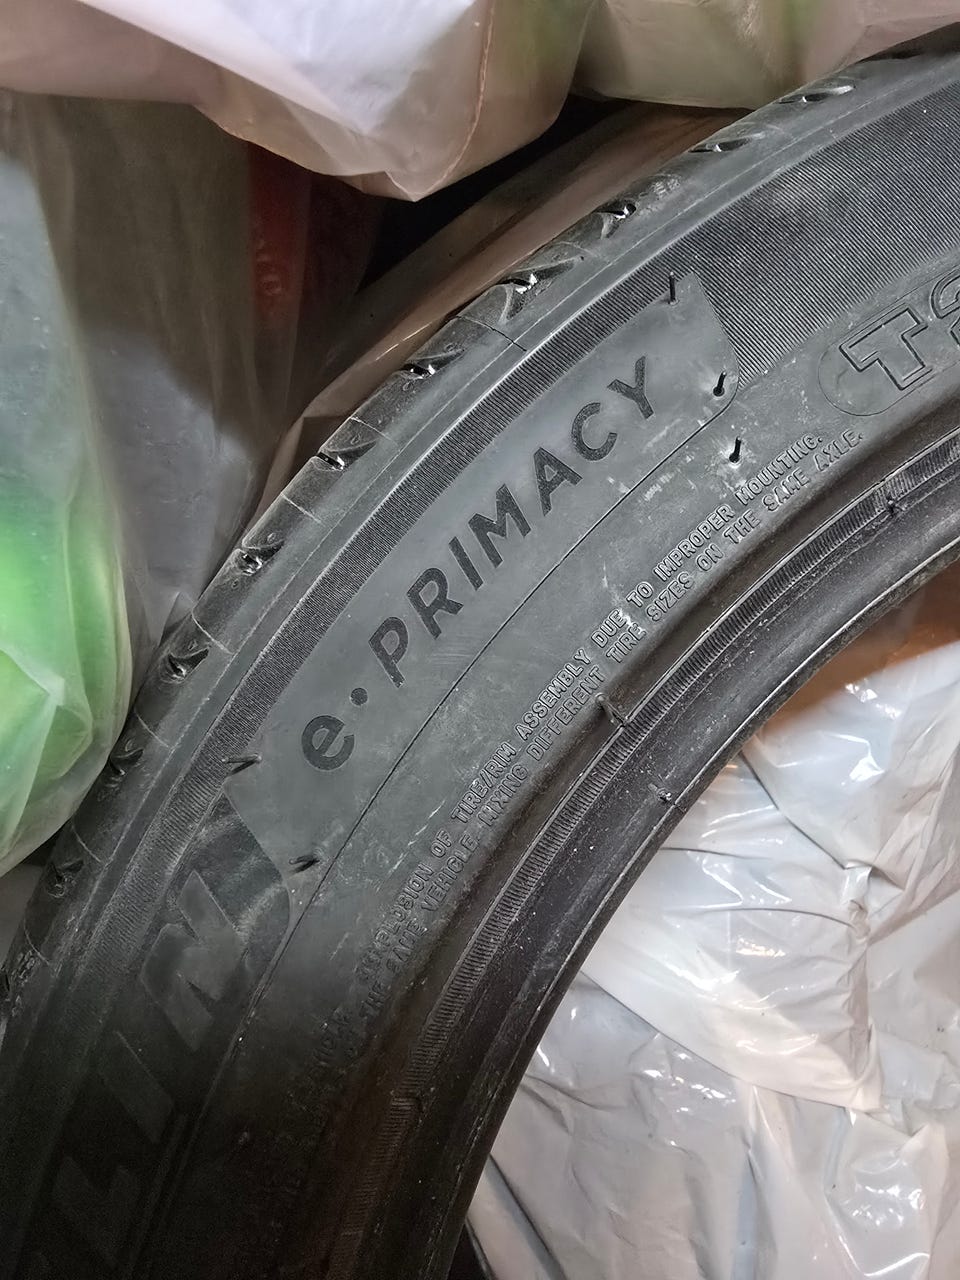 e·PRIMACY
T2
EXPLOSION OF TIRE/RIM ASSEMBLY DUE TO IMPROPER MOUNTING.
THE SAME VEHICLE. MIXING DIFFERENT TIRE SIZES ON THE SAME AXLE.